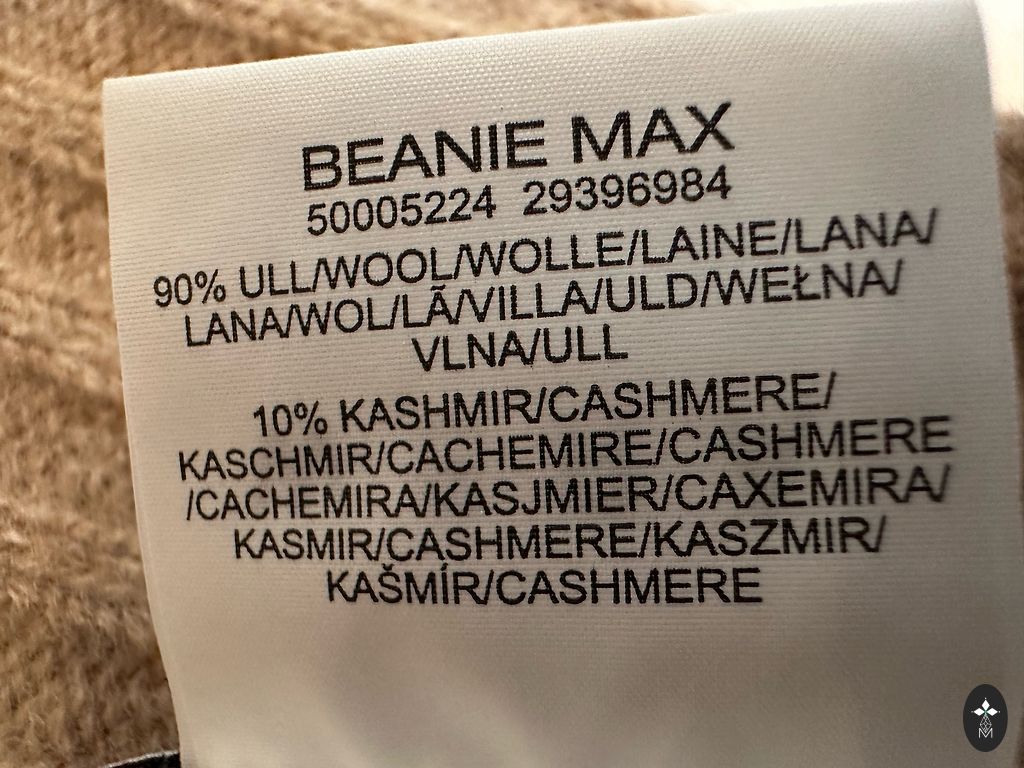 BEANIE MAX
50005224 29396984
90% ULL/WOOL/WOLLE/LAINE/LANA/
LANA/WOL/LÃ/VILLA/ULD/WEŁNA/
VLNA/ULL
10% KASHMIR/CASHMERE/
KASCHMIR/CACHEMIRE/CASHMERE
/CACHEMIRA/KASJMIER/CAXEMIRA/
KASMIR/CASHMERE/KASZMIR/
KAŠMÍR/CASHMERE
M